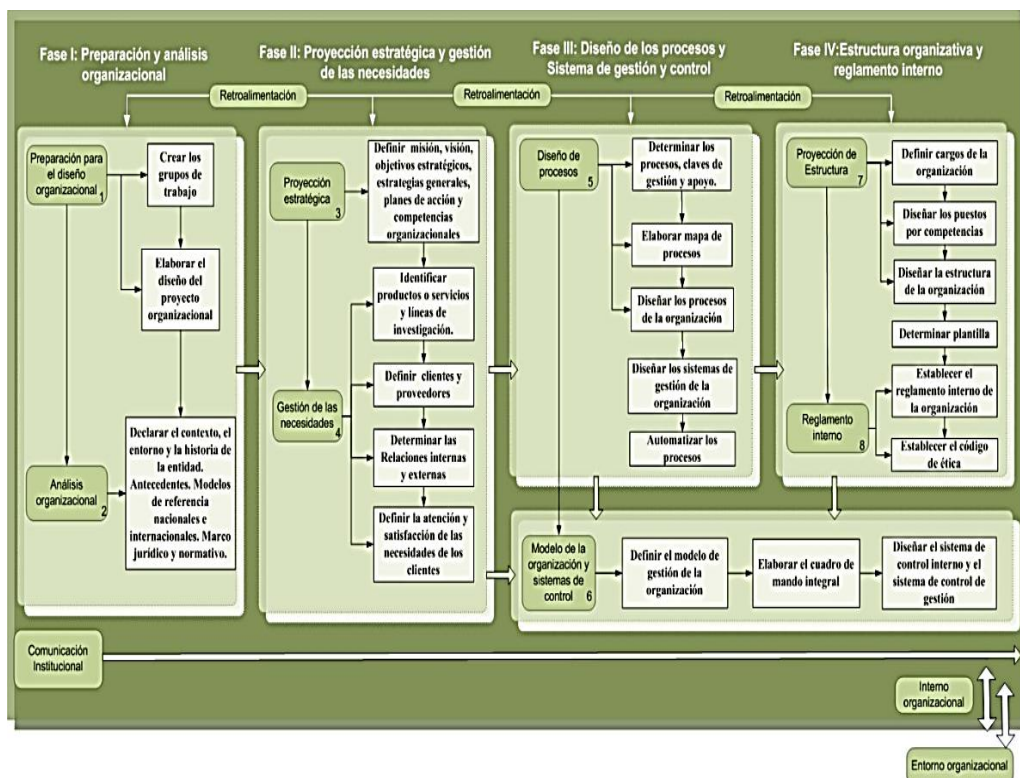 Fase I: Preparación y análisis
organizacional
Fase II: Proyección estratégica y gestión
de las necesidades
Fase III: Diseño de los procesos y
Sistema de gestión y control
Fase IV:Estructura organizativa y
reglamento interno
Retroalimentación
Retroalimentación
Retroalimentación
Preparación para
el diseño
organizacional
1
Crear los
grupos de
trabajo
Elaborar el
diseño del
proyecto
organizacional
Análisis
organizacional
2
Declarar el contexto, el
entorno y la historia de
la entidad.
Antecedentes. Modelos
de referencia
nacionales e
internacionales. Marco
jurídico y normativo.
Proyección
estratégica
3
Definir misión, visión,
objetivos estratégicos,
estrategias generales,
planes de acción y
competencias
organizacionales
Identificar
productos o servicios
y líneas de
investigación.
Gestión de las
necesidades
4
Definir clientes y
proveedores
Determinar las
Relaciones internas
y externas
Definir la atención y
satisfacción de las
necesidades de los
clientes
Diseño de
procesos
5
Determinar los
procesos, claves de
gestión y apoyo.
Elaborar mapa de
procesos
Diseñar los procesos
de la organización
Diseñar los sistemas
de gestión de la
organización
Automatizar los
procesos
Proyección de
Estructura
7
Definir cargos de la
organización
Diseñar los puestos
por competencias
Diseñar la estructura
de la organización
Determinar plantilla
Reglamento
interno
8
Establecer el
reglamento interno de
la organización
Establecer el código
de ética
Modelo de la
organización y
sistemas de
control
6
Definir el modelo de
gestión de la
organización
Elaborar el cuadro de
mando integral
Diseñar el sistema de
control interno y el
sistema de control de
gestión
Comunicación
Institucional
Interno
organizacional
Entorno organizacional